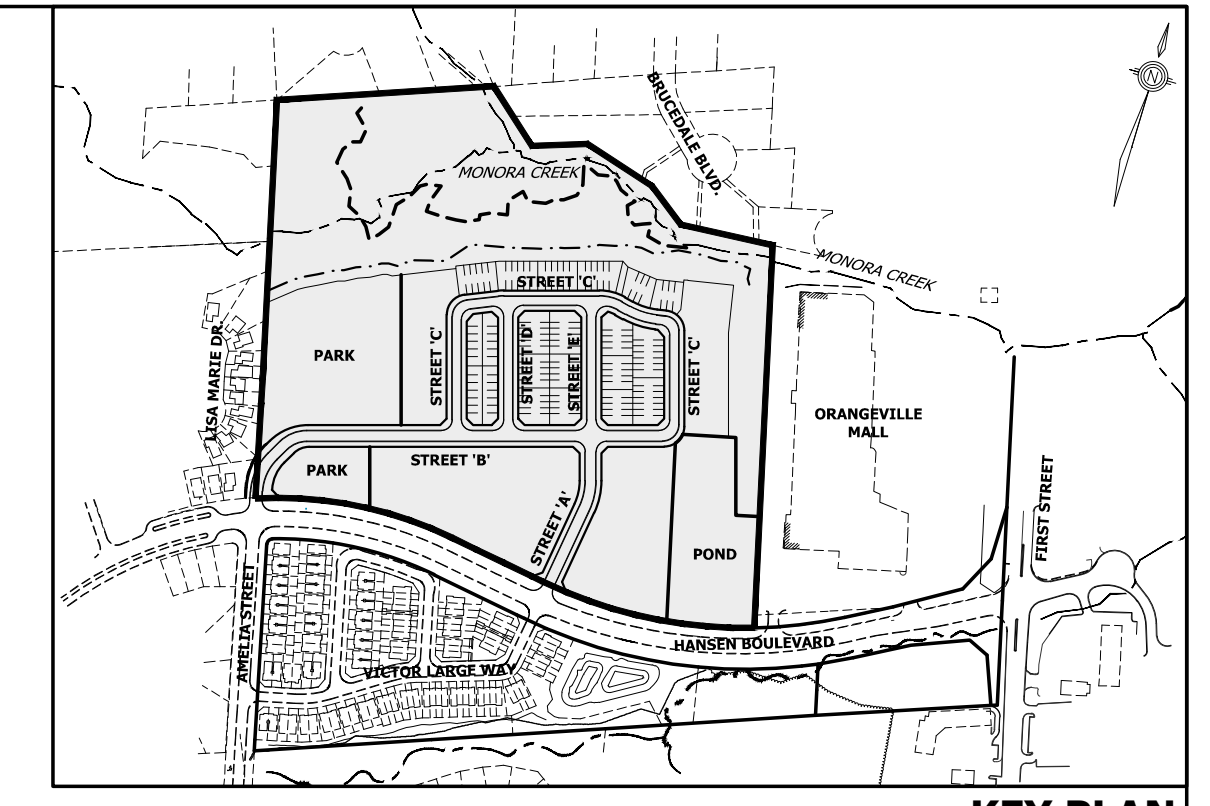 N
BRUCEDALE BLVD.
MONORA CREEK
MONORA CREEK
STREET 'C'
LISA MARIE DR.
PARK
STREET 'C'
STREET 'D'
STREET 'E'
STREET 'C'
ORANGEVILLE
MALL
PARK
STREET 'B'
STREET 'A'
POND
FIRST STREET
AMELIA STREET
HANSEN BOULEVARD
VICTOR LARGE WAY
KEY PLAN